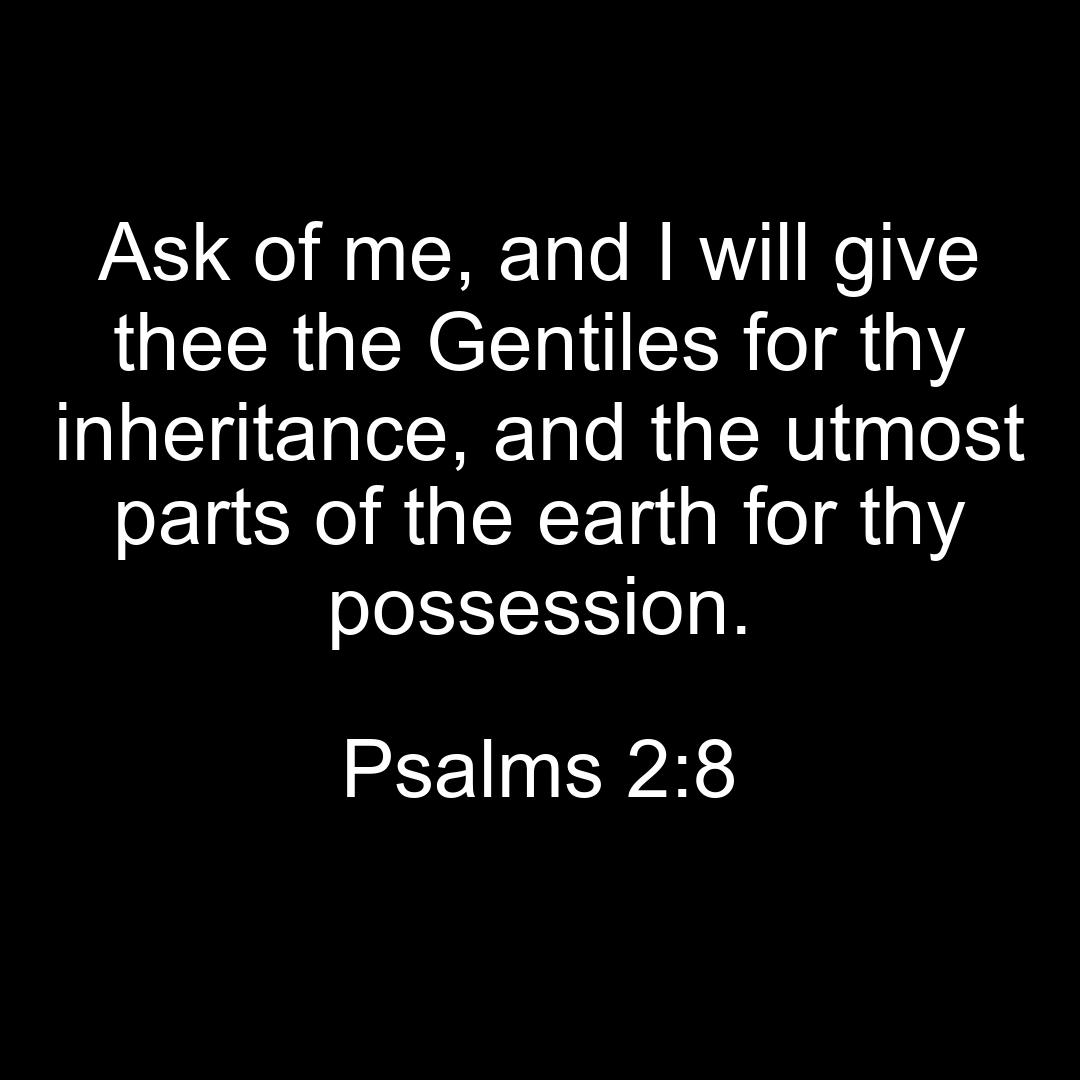 Ask of me, and I will give
thee the Gentiles for thy
inheritance, and the utmost
parts of the earth for thy
possession.
Psalms 2:8